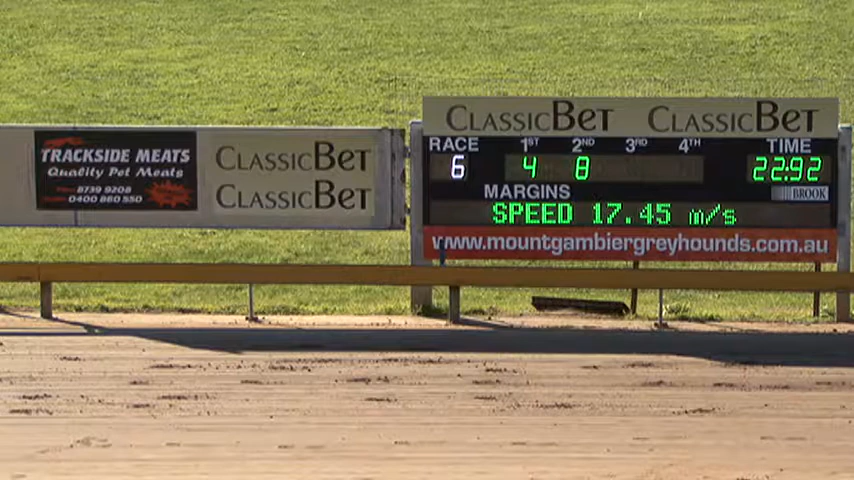 TRACKSIDE MEATS
Quality Pet Meats
8739 9208
0400 860 550
CLASSICBET
CLASSICBET
CLASSICBET CLASSICBET
RACE 1ST 2ND 3RD 4TH TIME
6 4 8 22.92
MARGINS BROOK
SPEED 17.45 m/s
www.mountgambiergreyhounds.com.au